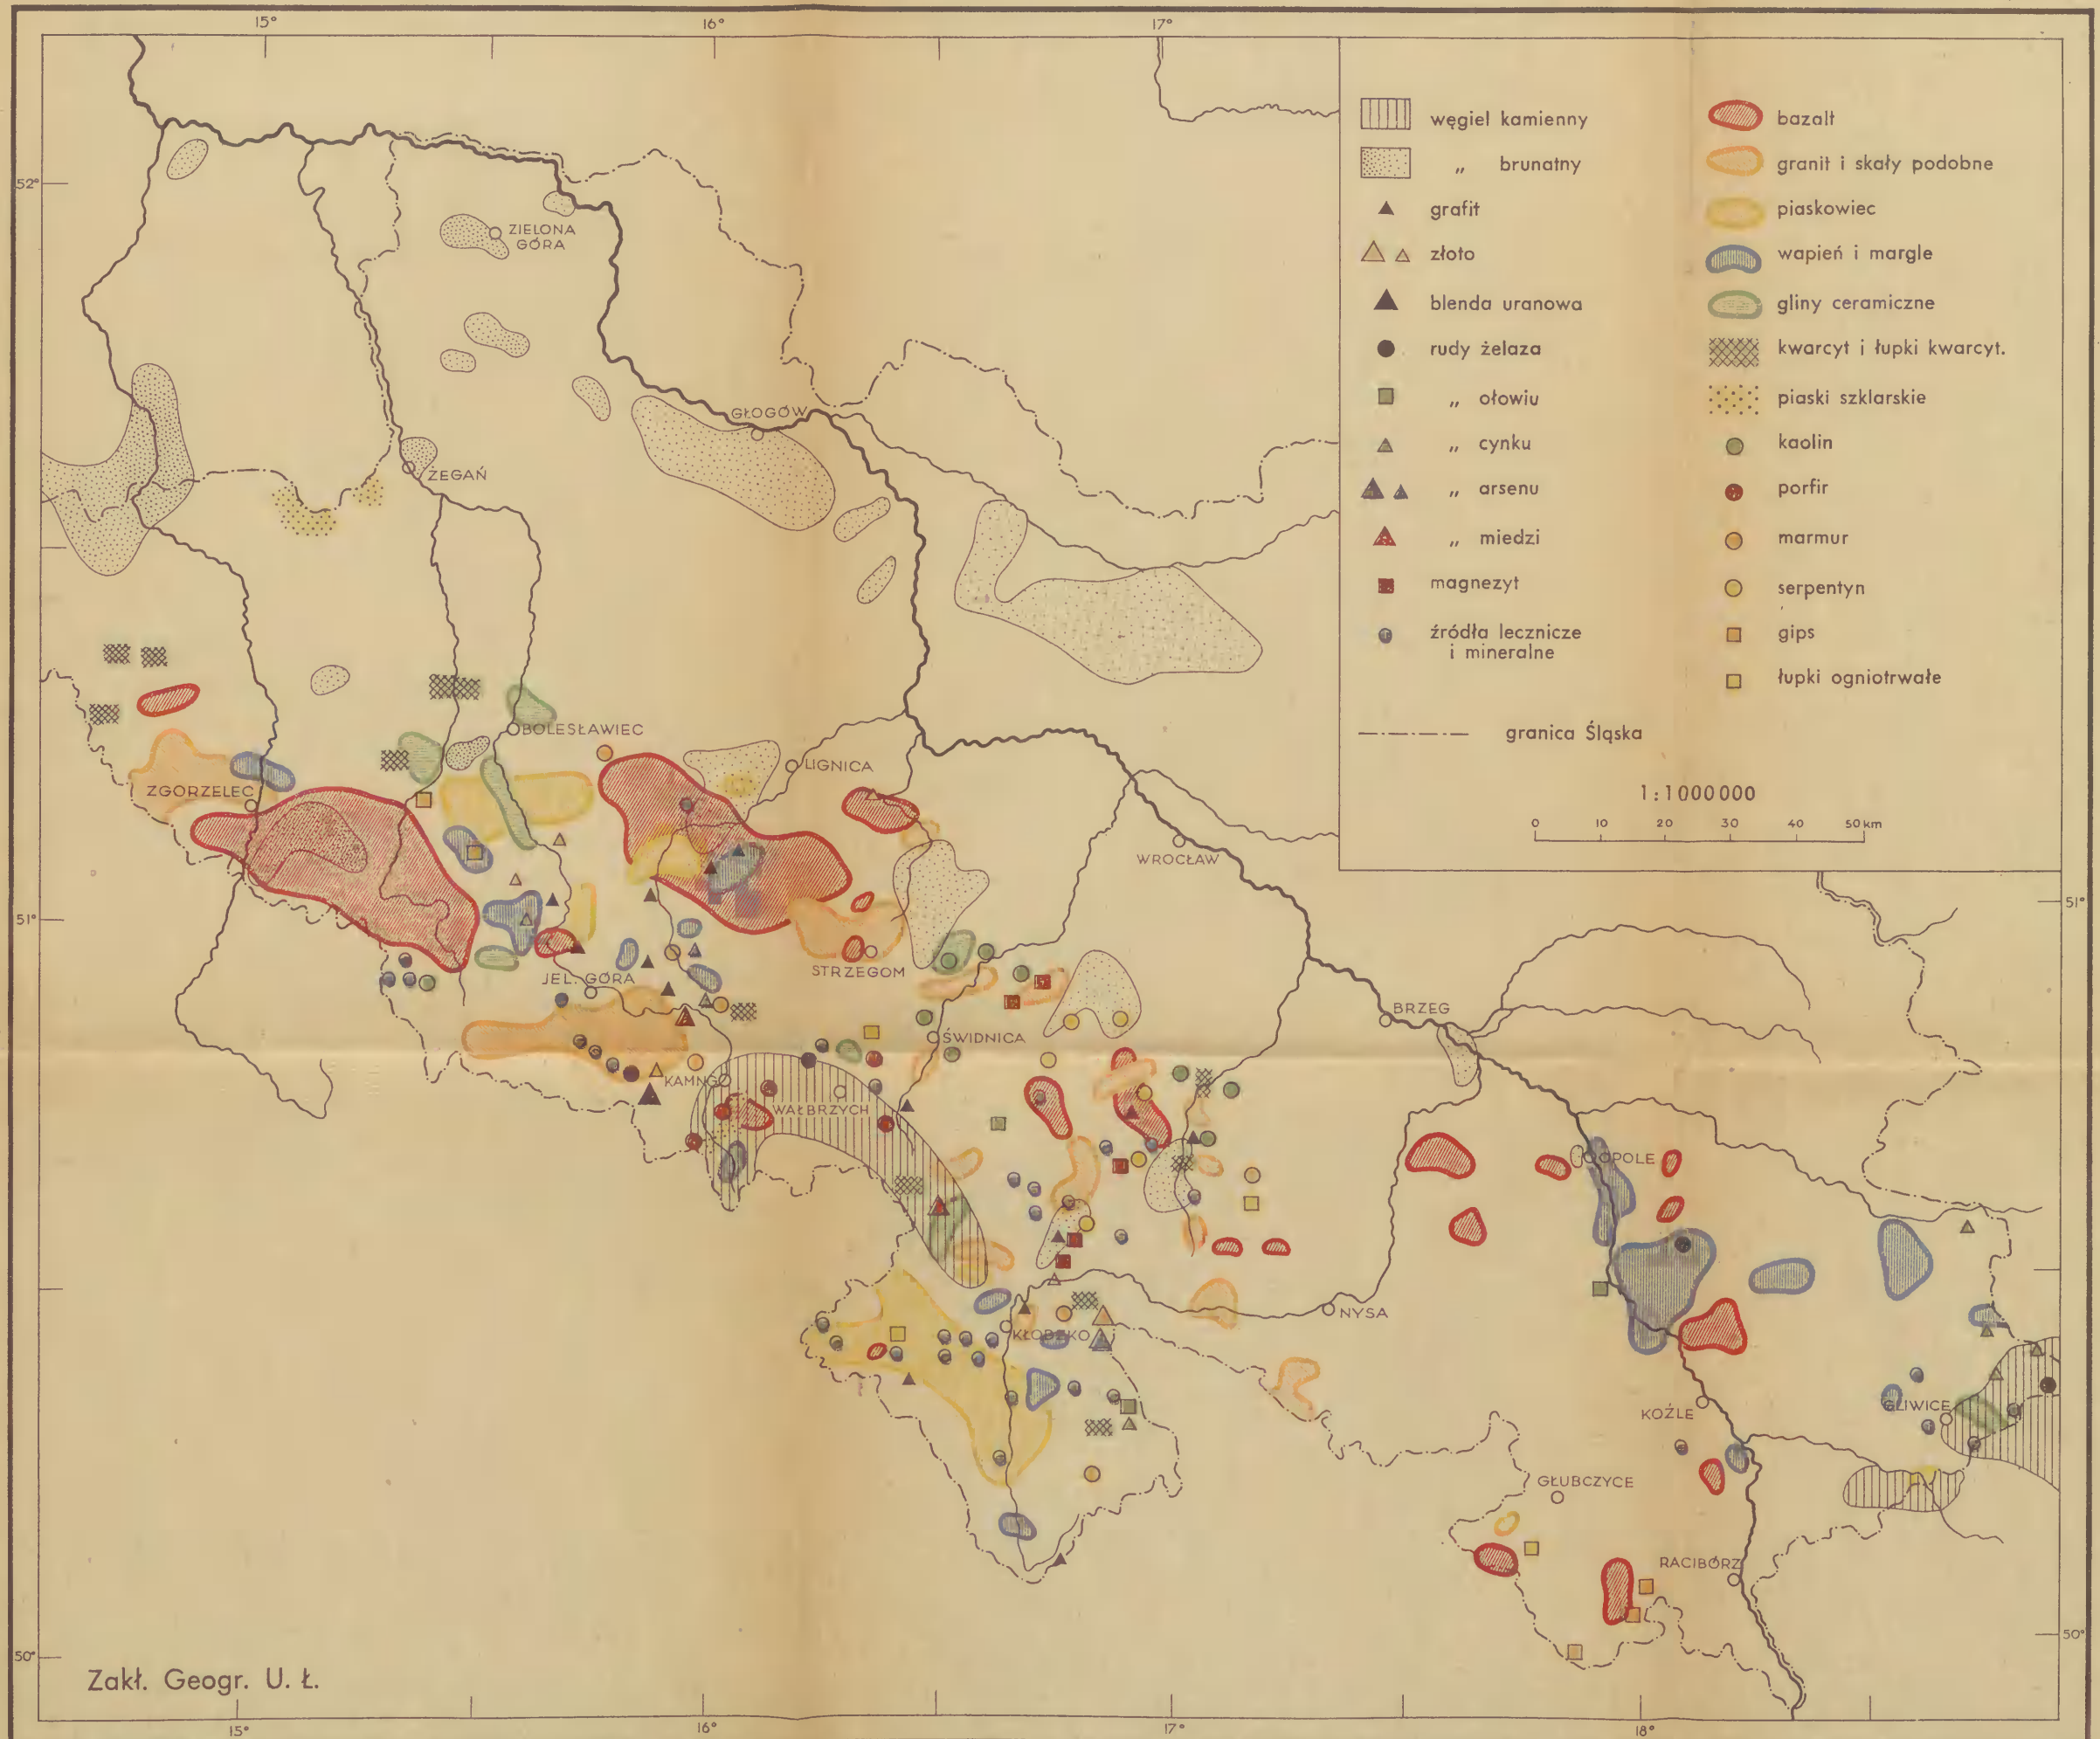 15° 16° 17°
węgiel kamienny
„ brunatny
grafit
złoto
blenda uranowa
rudy żelaza
„ ołowiu
„ cynku
„ arsenu
„ miedzi
magnezyt
źródła lecznicze
i mineralne
bazalt
granit i skały podobne
piaskowiec
wapień i margle
gliny ceramiczne
kwarcyt i łupki kwarcyt.
piaski szklarskie
kaolin
porfir
marmur
serpentyn
gips
łupki ogniotrwałe
granica Śląska
1:1000000
0 10 20 30 40 50 km
52°
ZIELONA
GÓRA
GŁOGÓW
ŻEGAŃ
BOLESŁAWIEC
LIGNICA
ZGORZELEC
WROCŁAW
51° 51°
STRZEGOM
JEL. GÓRA
BRZEG
ŚWIDNICA
KAMNG
WAŁBRZYCH
OPOLE
NYSA
KŁODZKO
KOŹLE
GLIWICE
GŁUBCZYCE
RACIBÓRZ
50° 50°
Zakł. Geogr. U. Ł.
15° 16° 17° 18°